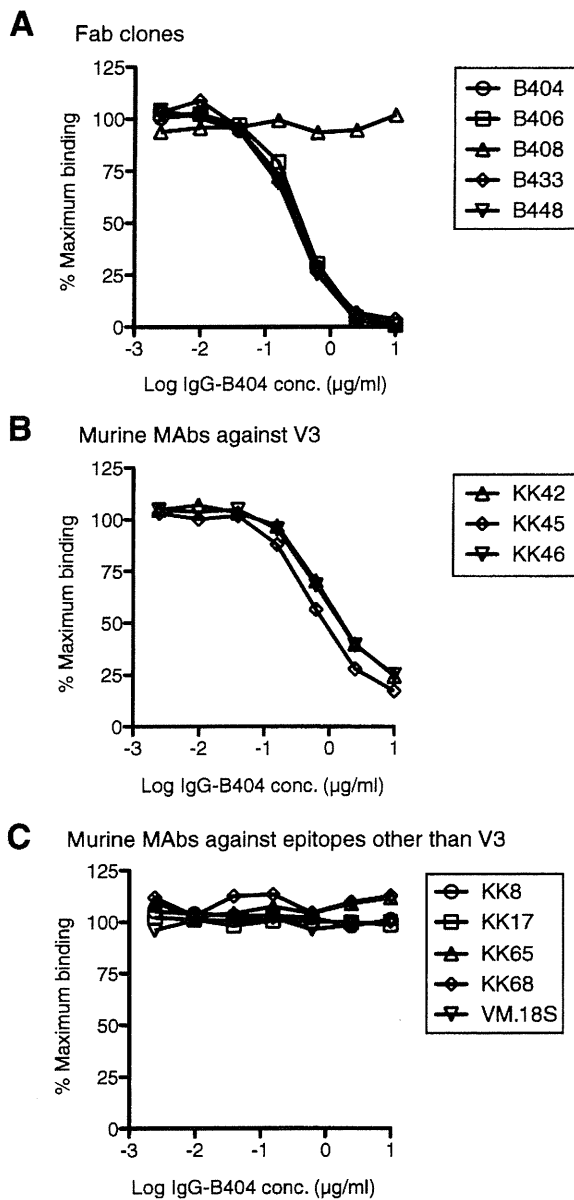 A
Fab clones
125
100
75
50
25
0
% Maximum binding
-3
-2
-1
0
1
Log IgG-B404 conc. (µg/ml)
B404
B406
B408
B433
B448
B
Murine MAbs against V3
125
100
75
50
25
0
% Maximum binding
-3
-2
-1
0
1
Log IgG-B404 conc. (µg/ml)
KK42
KK45
KK46
C
Murine MAbs against epitopes other than V3
125
100
75
50
25
0
% Maximum binding
-3
-2
-1
0
1
Log IgG-B404 conc. (µg/ml)
KK8
KK17
KK65
KK68
VM.18S